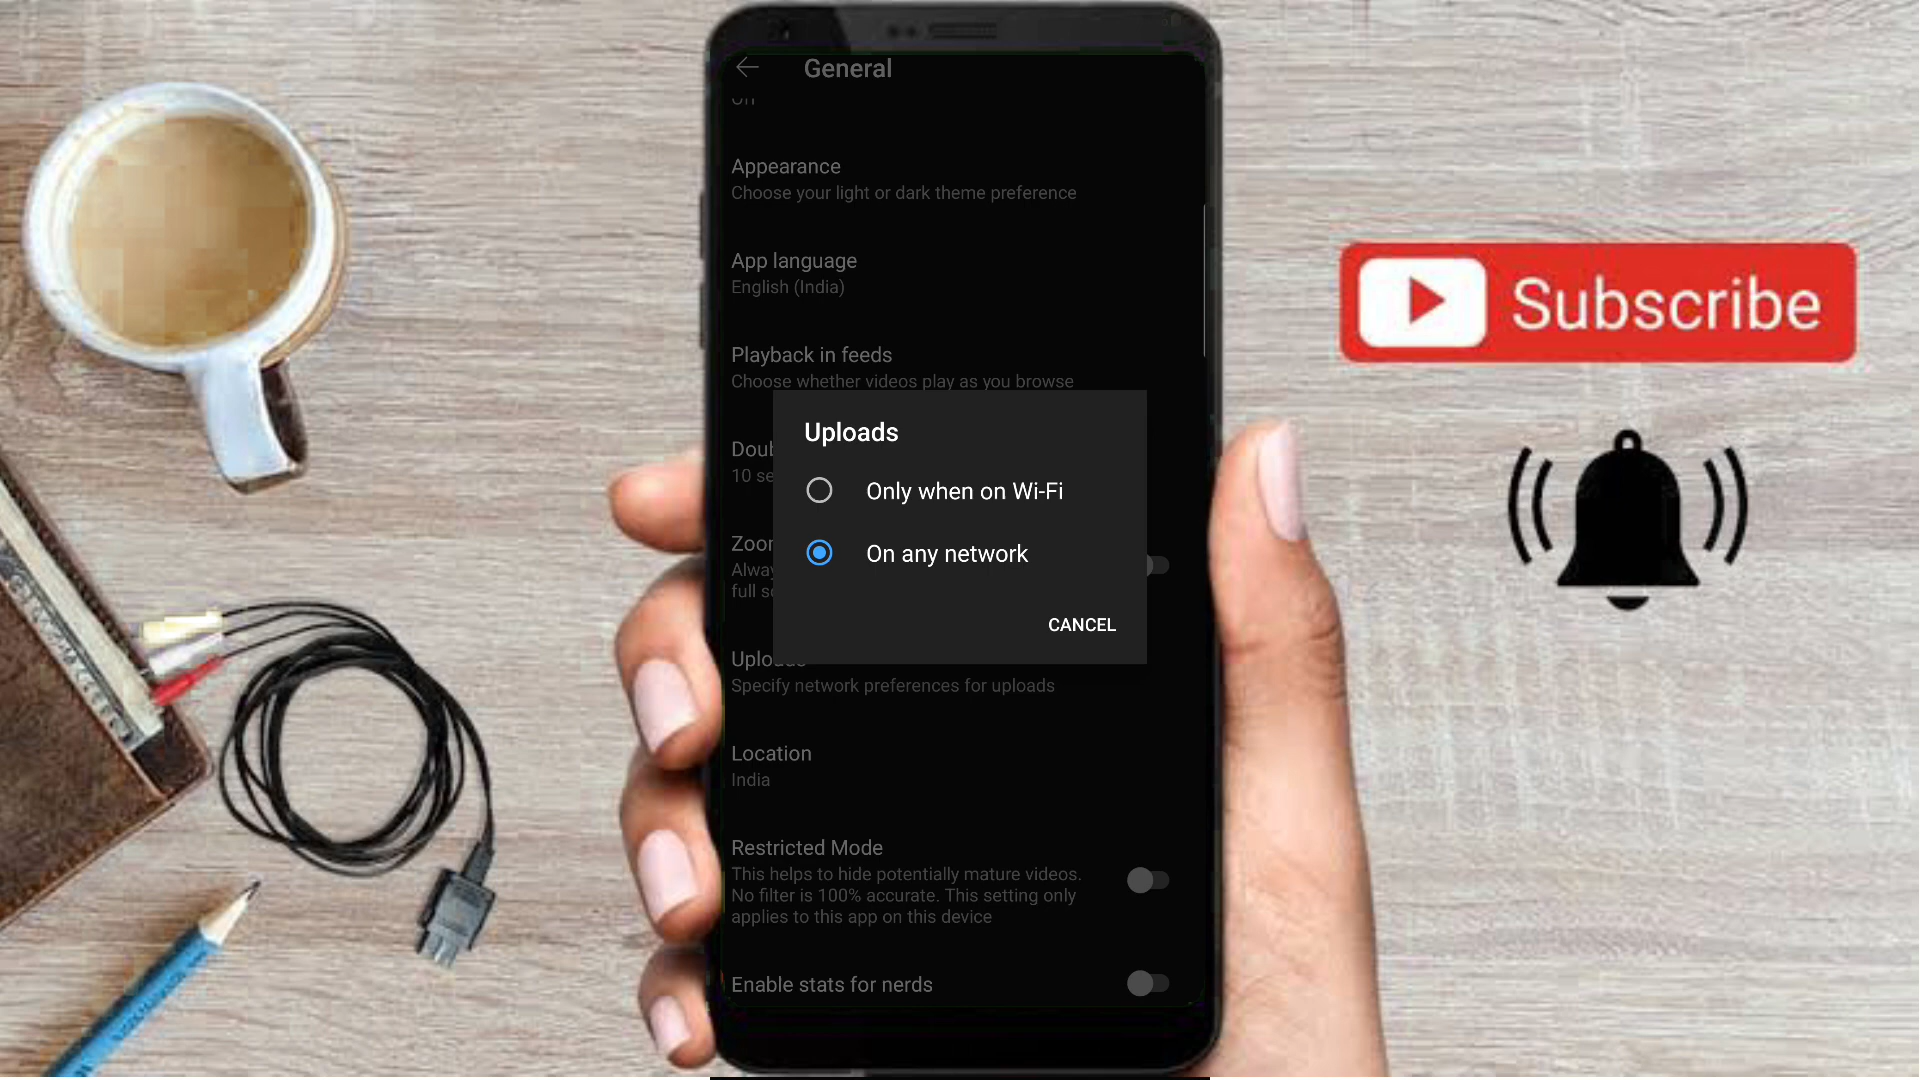 General
Appearance
Choose your light or dark theme preference
App language
English (India)
Playback in feeds
Choose whether videos play as you browse
Uploads
Only when on Wi-Fi
On any network
CANCEL
10 se
full s
Specify network preferences for uploads
Location
India
Restricted Mode
This helps to hide potentially mature videos.
No filter is 100% accurate. This setting only
applies to this app on this device
Enable stats for nerds
Subscribe